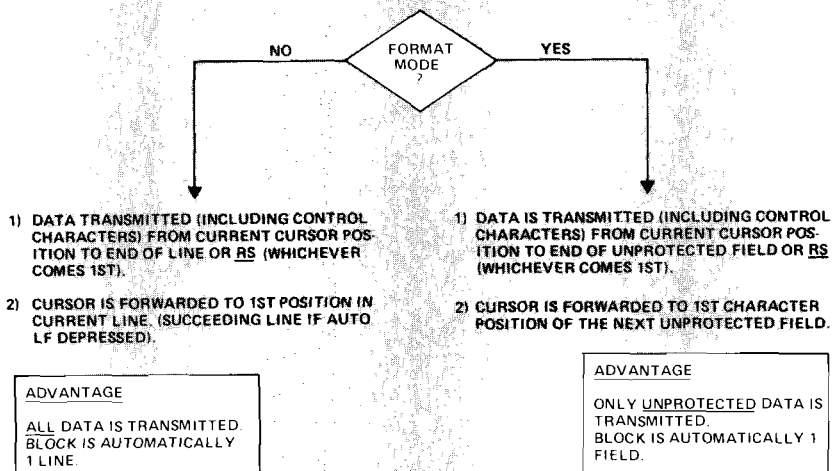 NO
FORMAT
MODE
?
YES
1) DATA TRANSMITTED (INCLUDING CONTROL
CHARACTERS) FROM CURRENT CURSOR POS-
ITION TO END OF LINE OR RS (WHICHEVER
COMES 1ST).
2) CURSOR IS FORWARDED TO 1ST POSITION IN
CURRENT LINE. (SUCCEEDING LINE IF AUTO
LF DEPRESSED).
ADVANTAGE
ALL DATA IS TRANSMITTED.
BLOCK IS AUTOMATICALLY
1 LINE.
1) DATA IS TRANSMITTED (INCLUDING CONTROL
CHARACTERS) FROM CURRENT CURSOR POS-
ITION TO END OF UNPROTECTED FIELD OR RS
(WHICHEVER COMES 1ST).
2) CURSOR IS FORWARDED TO 1ST CHARACTER
POSITION OF THE NEXT UNPROTECTED FIELD.
ADVANTAGE
ONLY UNPROTECTED DATA IS
TRANSMITTED.
BLOCK IS AUTOMATICALLY 1
FIELD.